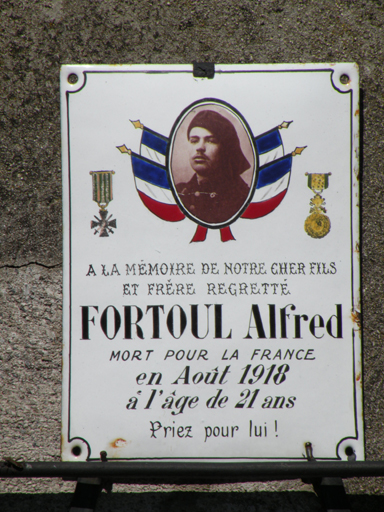 A LA MÉMOIRE DE NOTRE CHER FILS
ET FRÉRE REGRETTÉ
FORTOUL Alfred
MORT POUR LA FRANCE
en Août 1918
á l'âge de 21 ans
Priez pour lui !